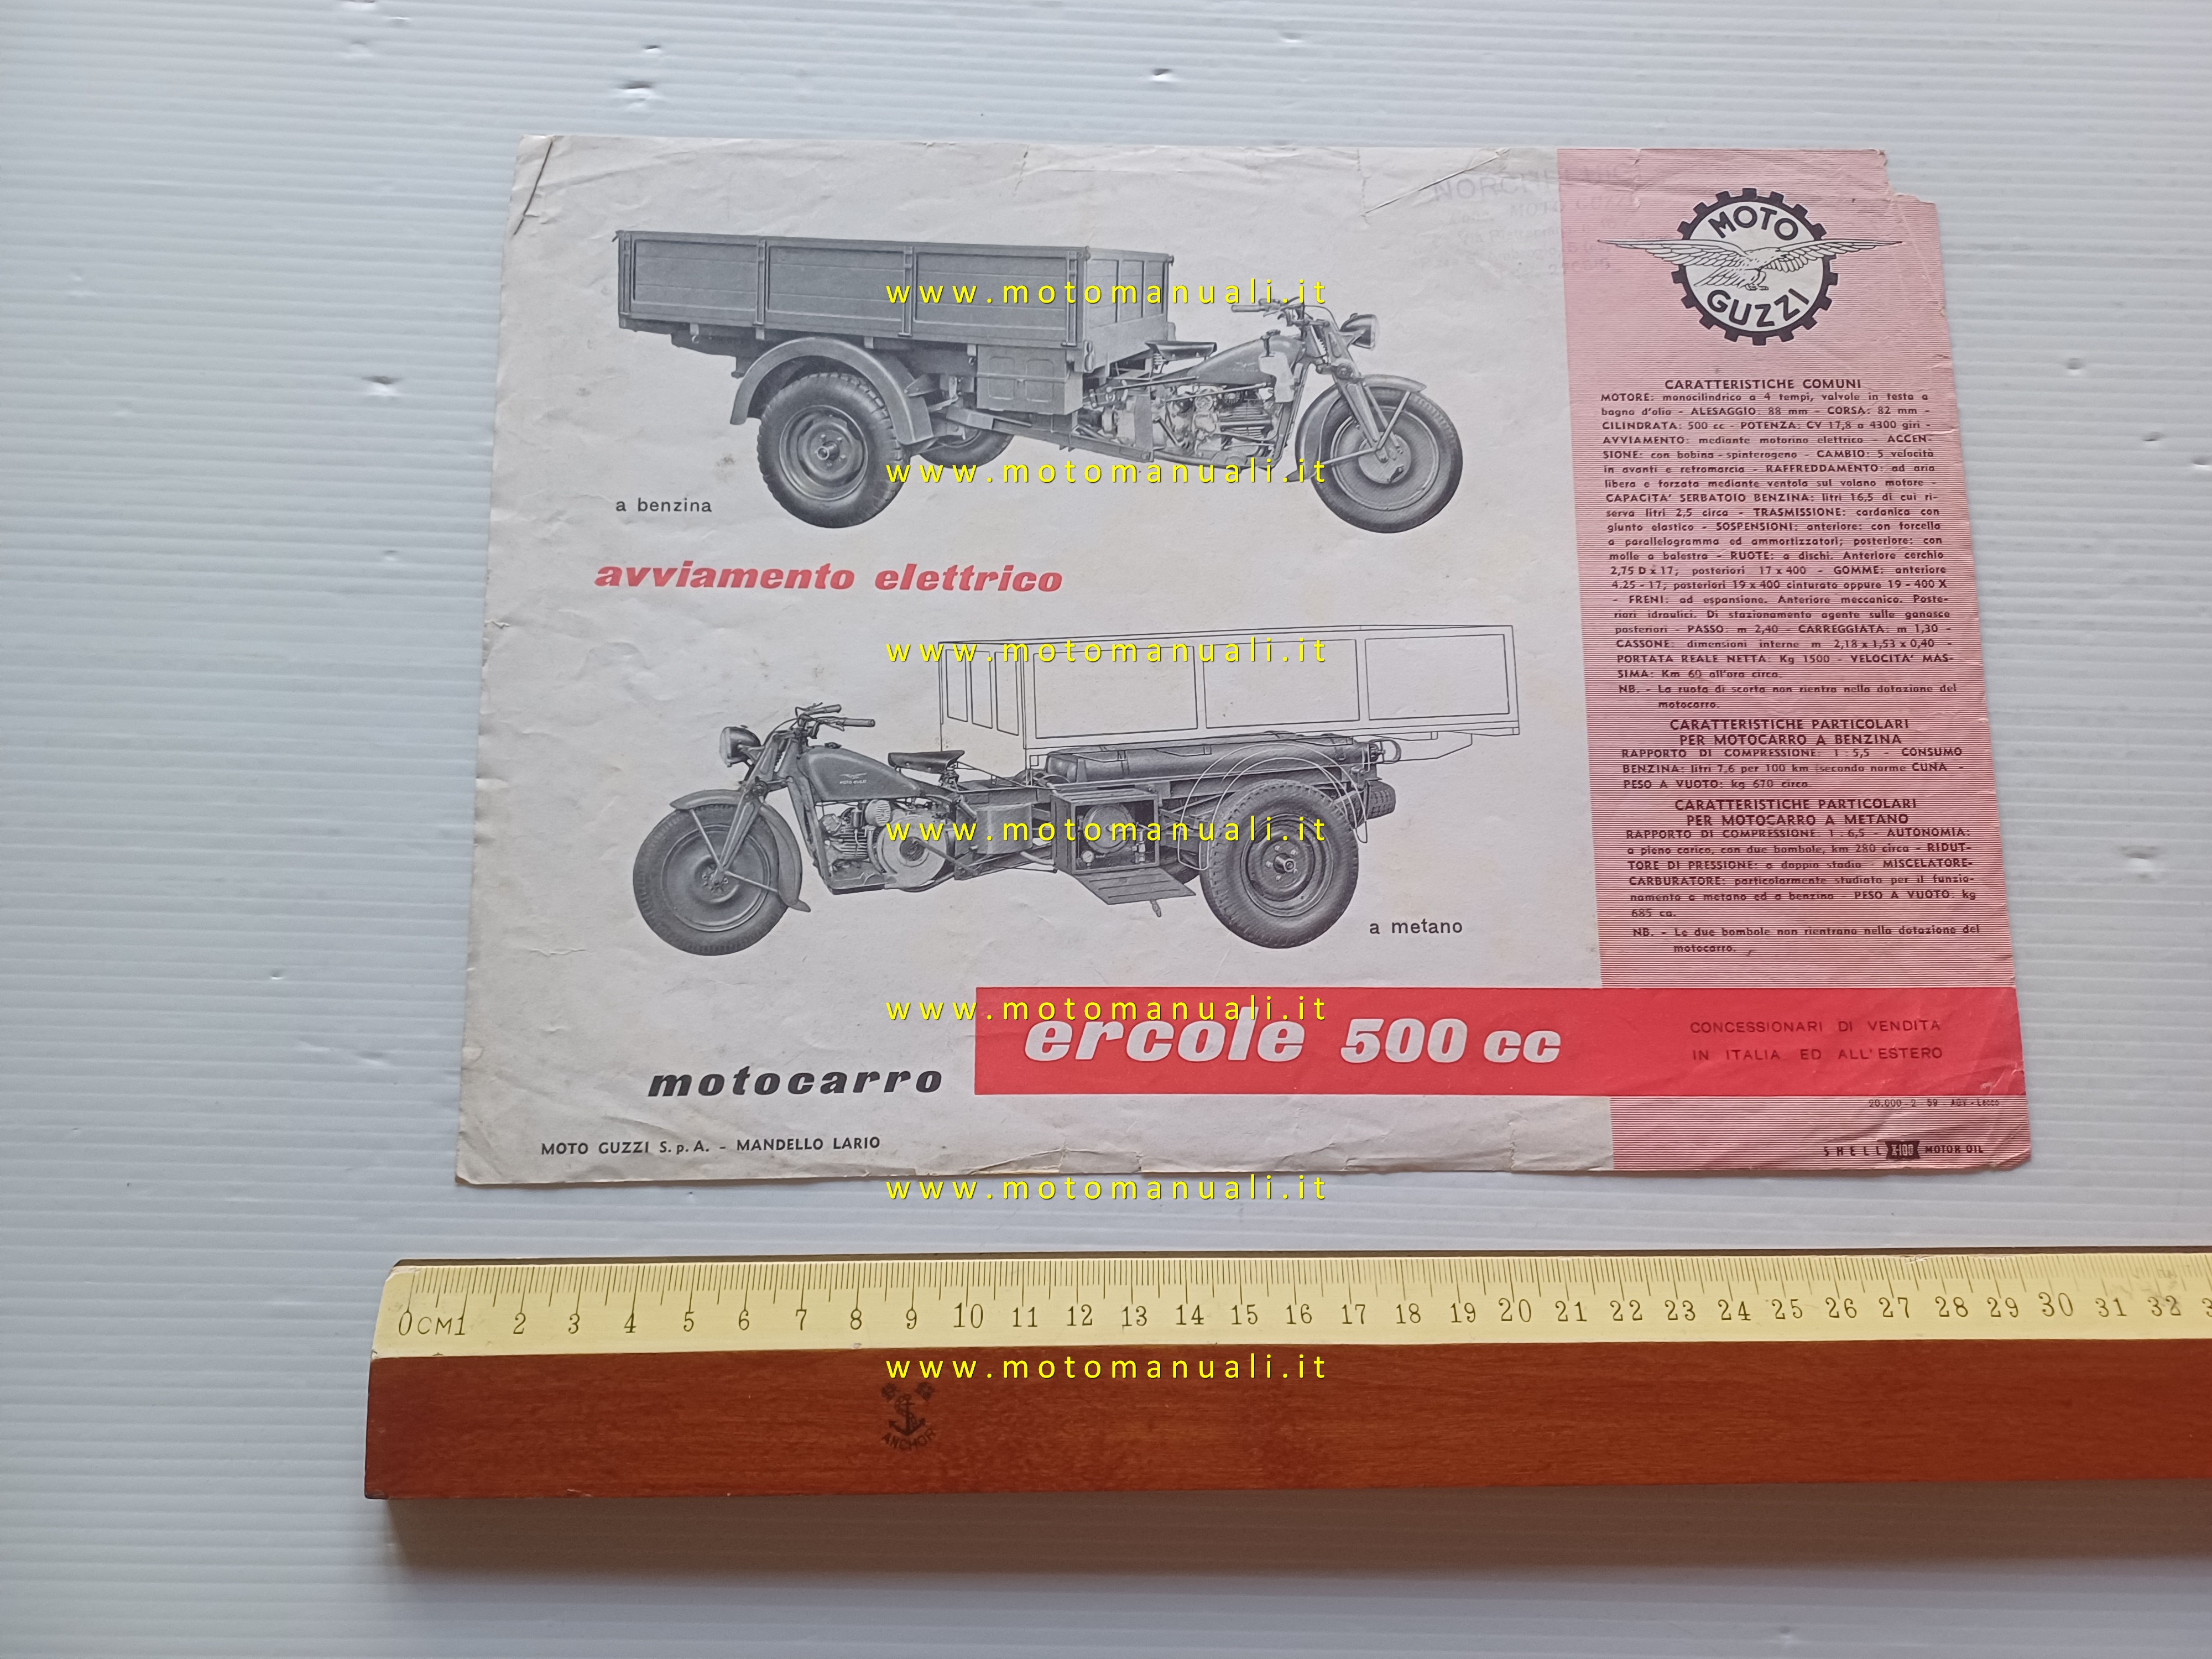 MOTO
GUZZI
a benzina
avviamento elettrico
MOTO GUZZI
a metano
motocarro
ercole 500 cc
MOTO GUZZI S.p.A. - MANDELLO LARIO
CARATTERISTICHE COMUNI
MOTORE: monocilindrico a 4 tempi, valvole in testa a
bagno d'olio - ALESAGGIO: 88 mm - CORSA: 82 mm -
CILINDRATA: 500 cc - POTENZA: CV 17,8 a 4300 giri -
AVVIAMENTO: mediante motorino elettrico - ACCEN-
SIONE: con bobina - spinterogeno - CAMBIO: 5 velocità
in avanti e retromarcia - RAFFREDDAMENTO: ad aria
libera e forzata mediante ventola sul volano motore -
CAPACITA' SERBATOIO BENZINA: litri 16,5 di cui ri-
serva litri 2,5 circa - TRASMISSIONE: cardanica con
giunto elastico - SOSPENSIONI: anteriore: con forcella
a parallelogramma ed ammortizzatori; posteriore: con
molle a balestra - RUOTE: a dischi. Anteriore cerchio
2,75 D x 17; posteriori 17 x 400 - GOMME: anteriore
4.25 - 17; posteriori 19 x 400 cinturato oppure 19 - 400 X
- FRENI: ad espansione. Anteriore meccanico. Poste-
riori idraulici. Di stazionamento agente sulle ganasce
posteriori - PASSO: m 2,40 - CARREGGIATA: m 1,30 -
CASSONE: dimensioni interne m 2,18 x 1,53 x 0,40 -
PORTATA REALE NETTA: Kg 1500 - VELOCITA' MAS-
SIMA: Km 60 all'ora circa.
NB. - La ruota di scorta non rientra nella dotazione del
motocarro.
CARATTERISTICHE PARTICOLARI
PER MOTOCARRO A BENZINA
RAPPORTO DI COMPRESSIONE: 1 : 5,5 - CONSUMO
BENZINA: litri 7,6 per 100 km (secondo norme CUNA -
PESO A VUOTO: kg 670 circa.
CARATTERISTICHE PARTICOLARI
PER MOTOCARRO A METANO
RAPPORTO DI COMPRESSIONE: 1 : 6,5 - AUTONOMIA:
a pieno carico, con due bombole, km 280 circa - RIDUT-
TORE DI PRESSIONE: a doppio stadio - MISCELATORE-
CARBURATORE: particolarmente studiato per il funzio-
namento a metano ed a benzina - PESO A VUOTO: kg
685 ca.
NB. - Le due bombole non rientrano nella dotazione del
motocarro.
CONCESSIONARI DI VENDITA
IN ITALIA ED ALL'ESTERO
20.000 - 2 - 59 - AGV - Lecco
SHELL X-100 MOTOR OIL
www.motomanuali.it
www.motomanuali.it
www.motomanuali.it
www.motomanuali.it
www.motomanuali.it
www.motomanuali.it
www.motomanuali.it
0CM1 2 3 4 5 6 7 8 9 10 11 12 13 14 15 16 17 18 19 20 21 22 23 24 25 26 27 28 29 30 31 32
ANCHOR